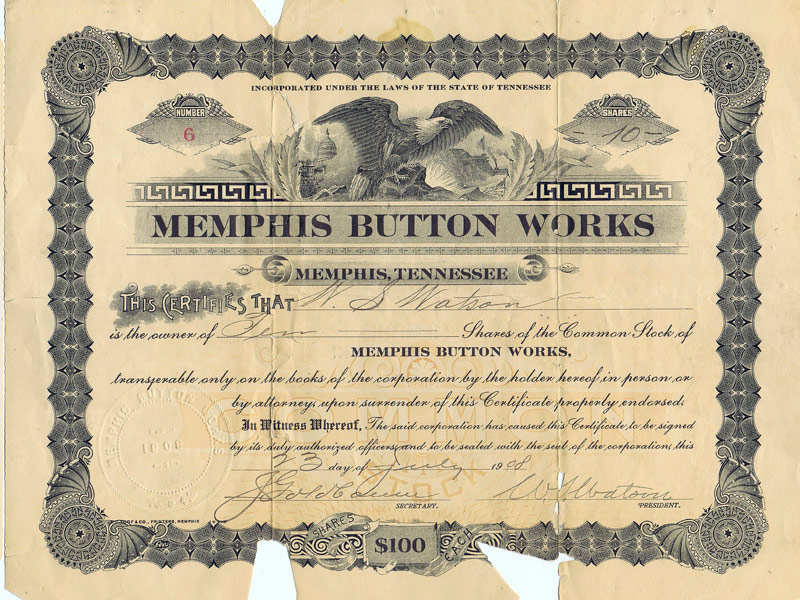 INCORPORATED UNDER THE LAWS OF THE STATE OF TENNESSEE
NUMBER
6
SHARES
-10-
MEMPHIS BUTTON WORKS
MEMPHIS, TENNESSEE
THIS CERTIFIES THAT W. S Watson
is the owner of Ten Shares of the Common Stock of
MEMPHIS BUTTON WORKS,
transferable only on the books of the corporation by the holder hereof in person or
by attorney, upon surrender of this Certificate properly endorsed.
In Witness Whereof, The said corporation has caused this Certificate to be signed
by its duly authorized officers, and to be sealed with the seal of the corporation, this
23 day of July 1908
W S Watson
SECRETARY.
PRESIDENT.
& CO., PRINTERS, MEMPHIS
SHARES
$100
EACH
STOCK